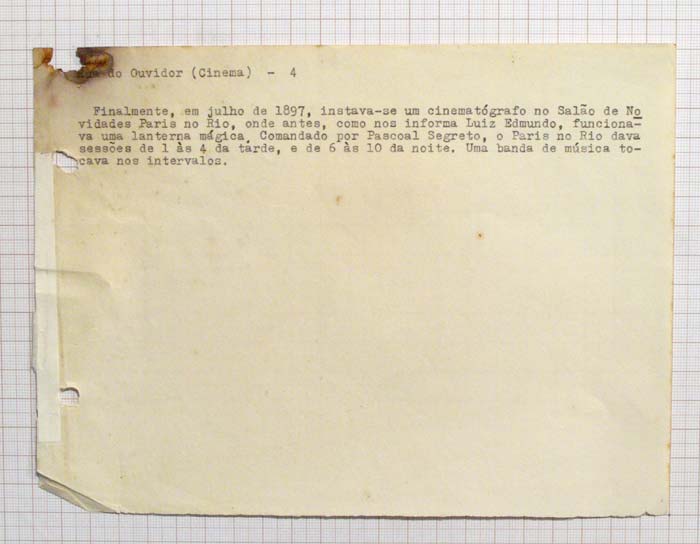 Rua do Ouvidor (Cinema) - 4
Finalmente, em julho de 1897, instava-se um cinematógrafo no Salão de No
vidades Paris no Rio, onde antes, como nos informa Luiz Edmundo, funciona-
va uma lanterna mágica. Comandado por Pascoal Segreto, o Paris no Rio dava
sessões de 1 às 4 da tarde, e de 6 às 10 da noite. Uma banda de música to-
cava nos intervalos.